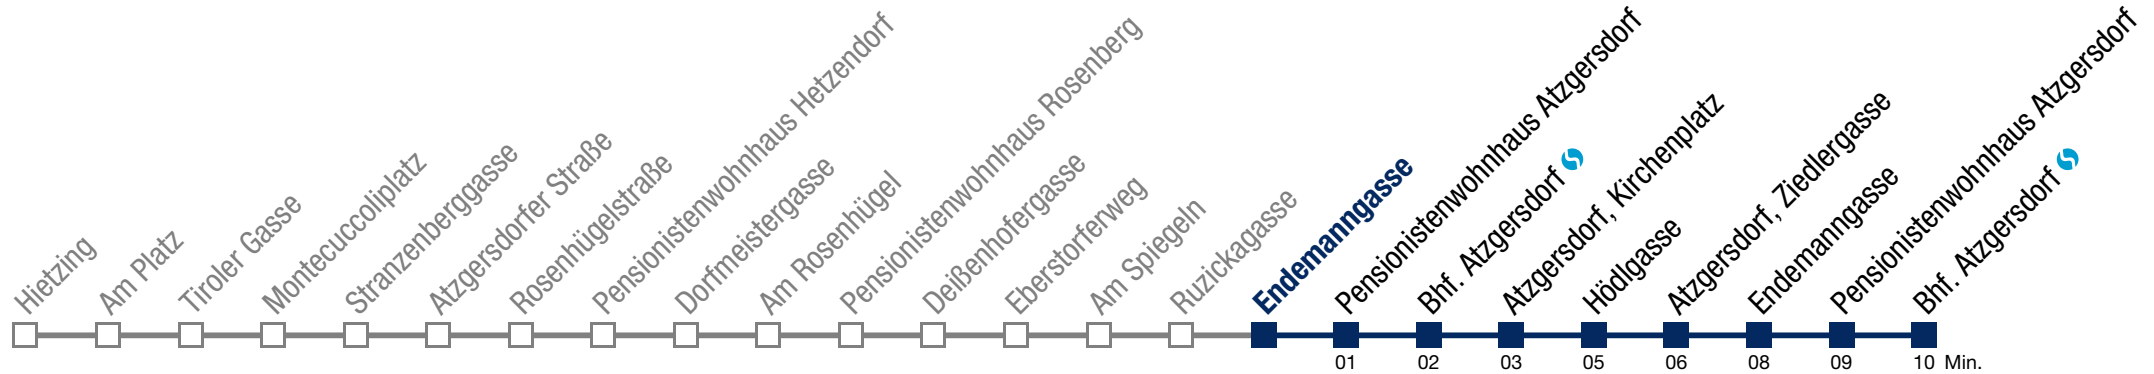 Hietzing
Am Platz
Tiroler Gasse
Montecuccoliplatz
Stranzenberggasse
Atzgersdorfer Straße
Rosenhügelstraße
Pensionistenwohnhaus Hetzendorf
Dorfmeistergasse
Am Rosenhügel
Pensionistenwohnhaus Rosenberg
Deißenhofergasse
Eberstorferweg
Am Spiegeln
Ruzickagasse
Endemanngasse
Pensionistenwohnhaus Atzgersdorf
Bhf. Atzgersdorf
Atzgersdorf, Kirchenplatz
Hödlgasse
Atzgersdorf, Ziedlergasse
Endemanngasse
Pensionistenwohnhaus Atzgersdorf
Bhf. Atzgersdorf
01 02 03 05 06 08 09 10 Min.